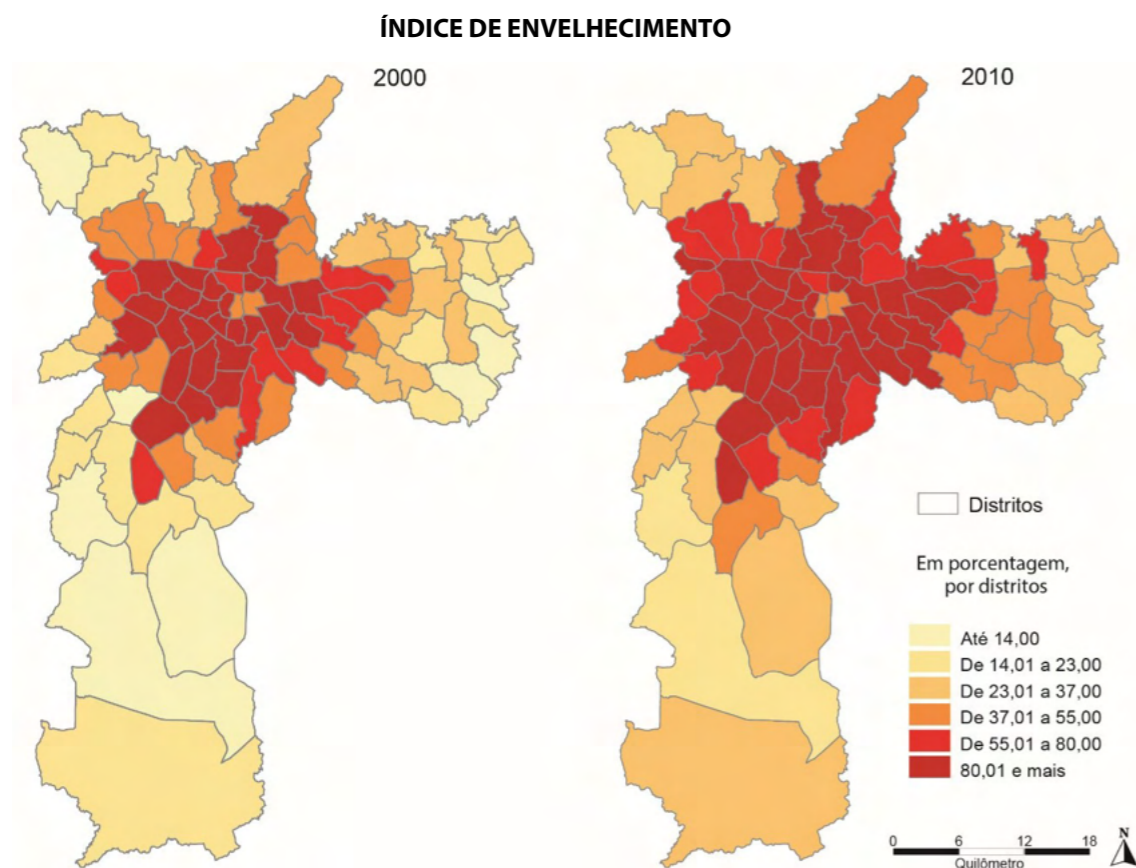 ÍNDICE DE ENVELHECIMENTO
2000
2010
Distritos
Em porcentagem,
por distritos
Até 14,00
De 14,01 a 23,00
De 23,01 a 37,00
De 37,01 a 55,00
De 55,01 a 80,00
80,01 e mais
0 6 12 18
Quilômetro
N